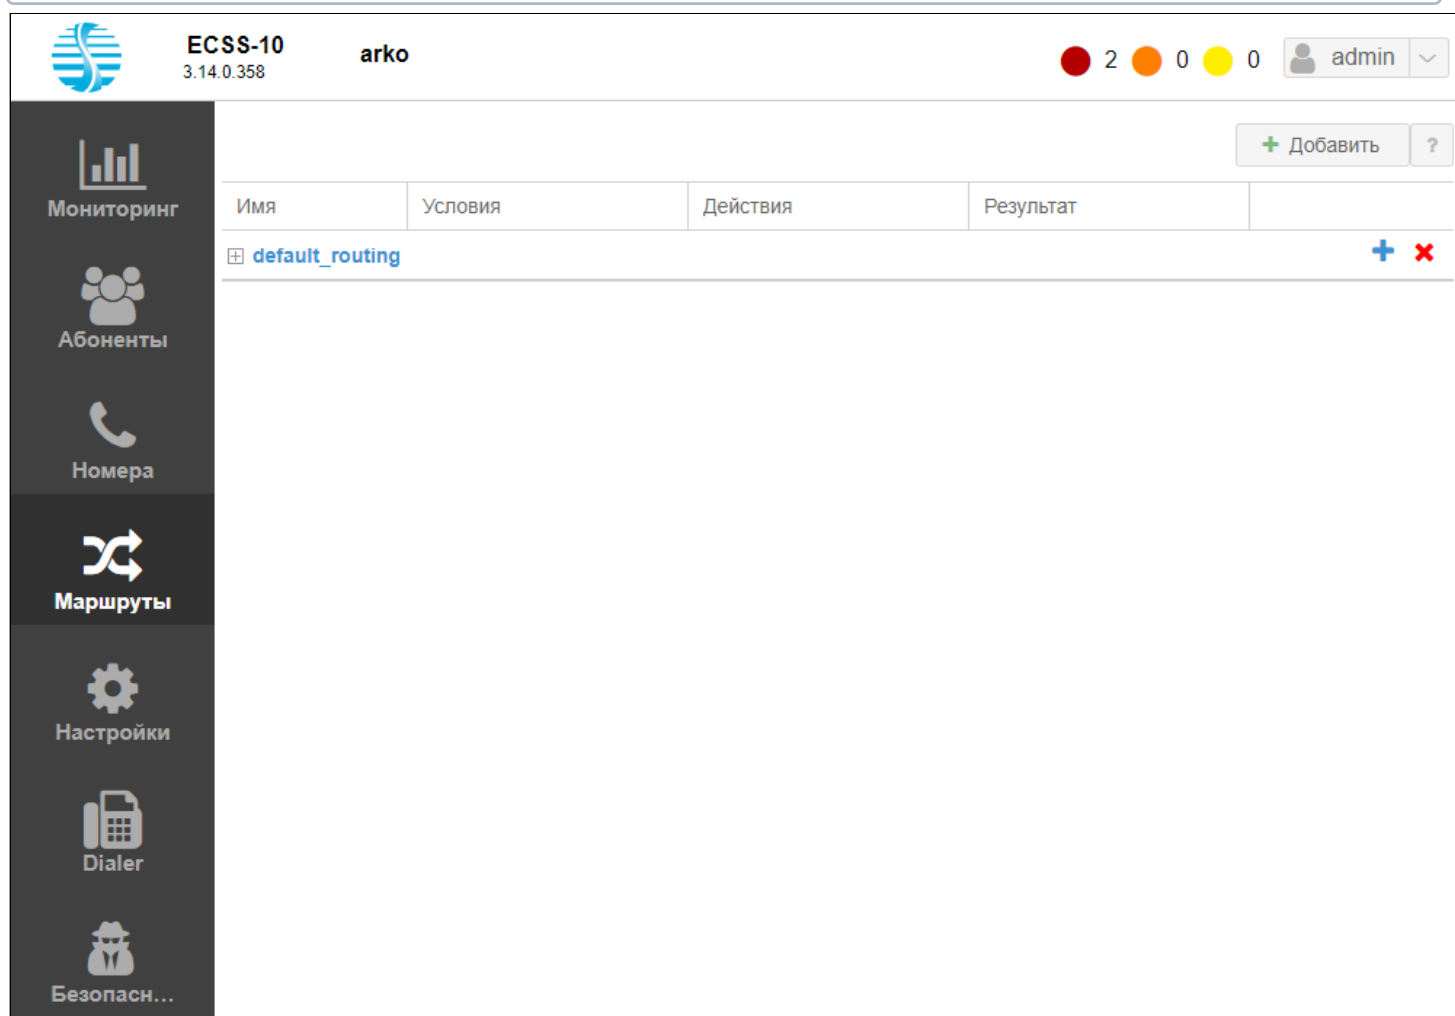 ECSS-10
3.14.0.358
arko
2 0 0 admin
Добавить ?
Мониторинг
Имя Условия Действия Результат
default_routing
Абоненты
Номера
Маршруты
Настройки
Dialer
Безопасн...